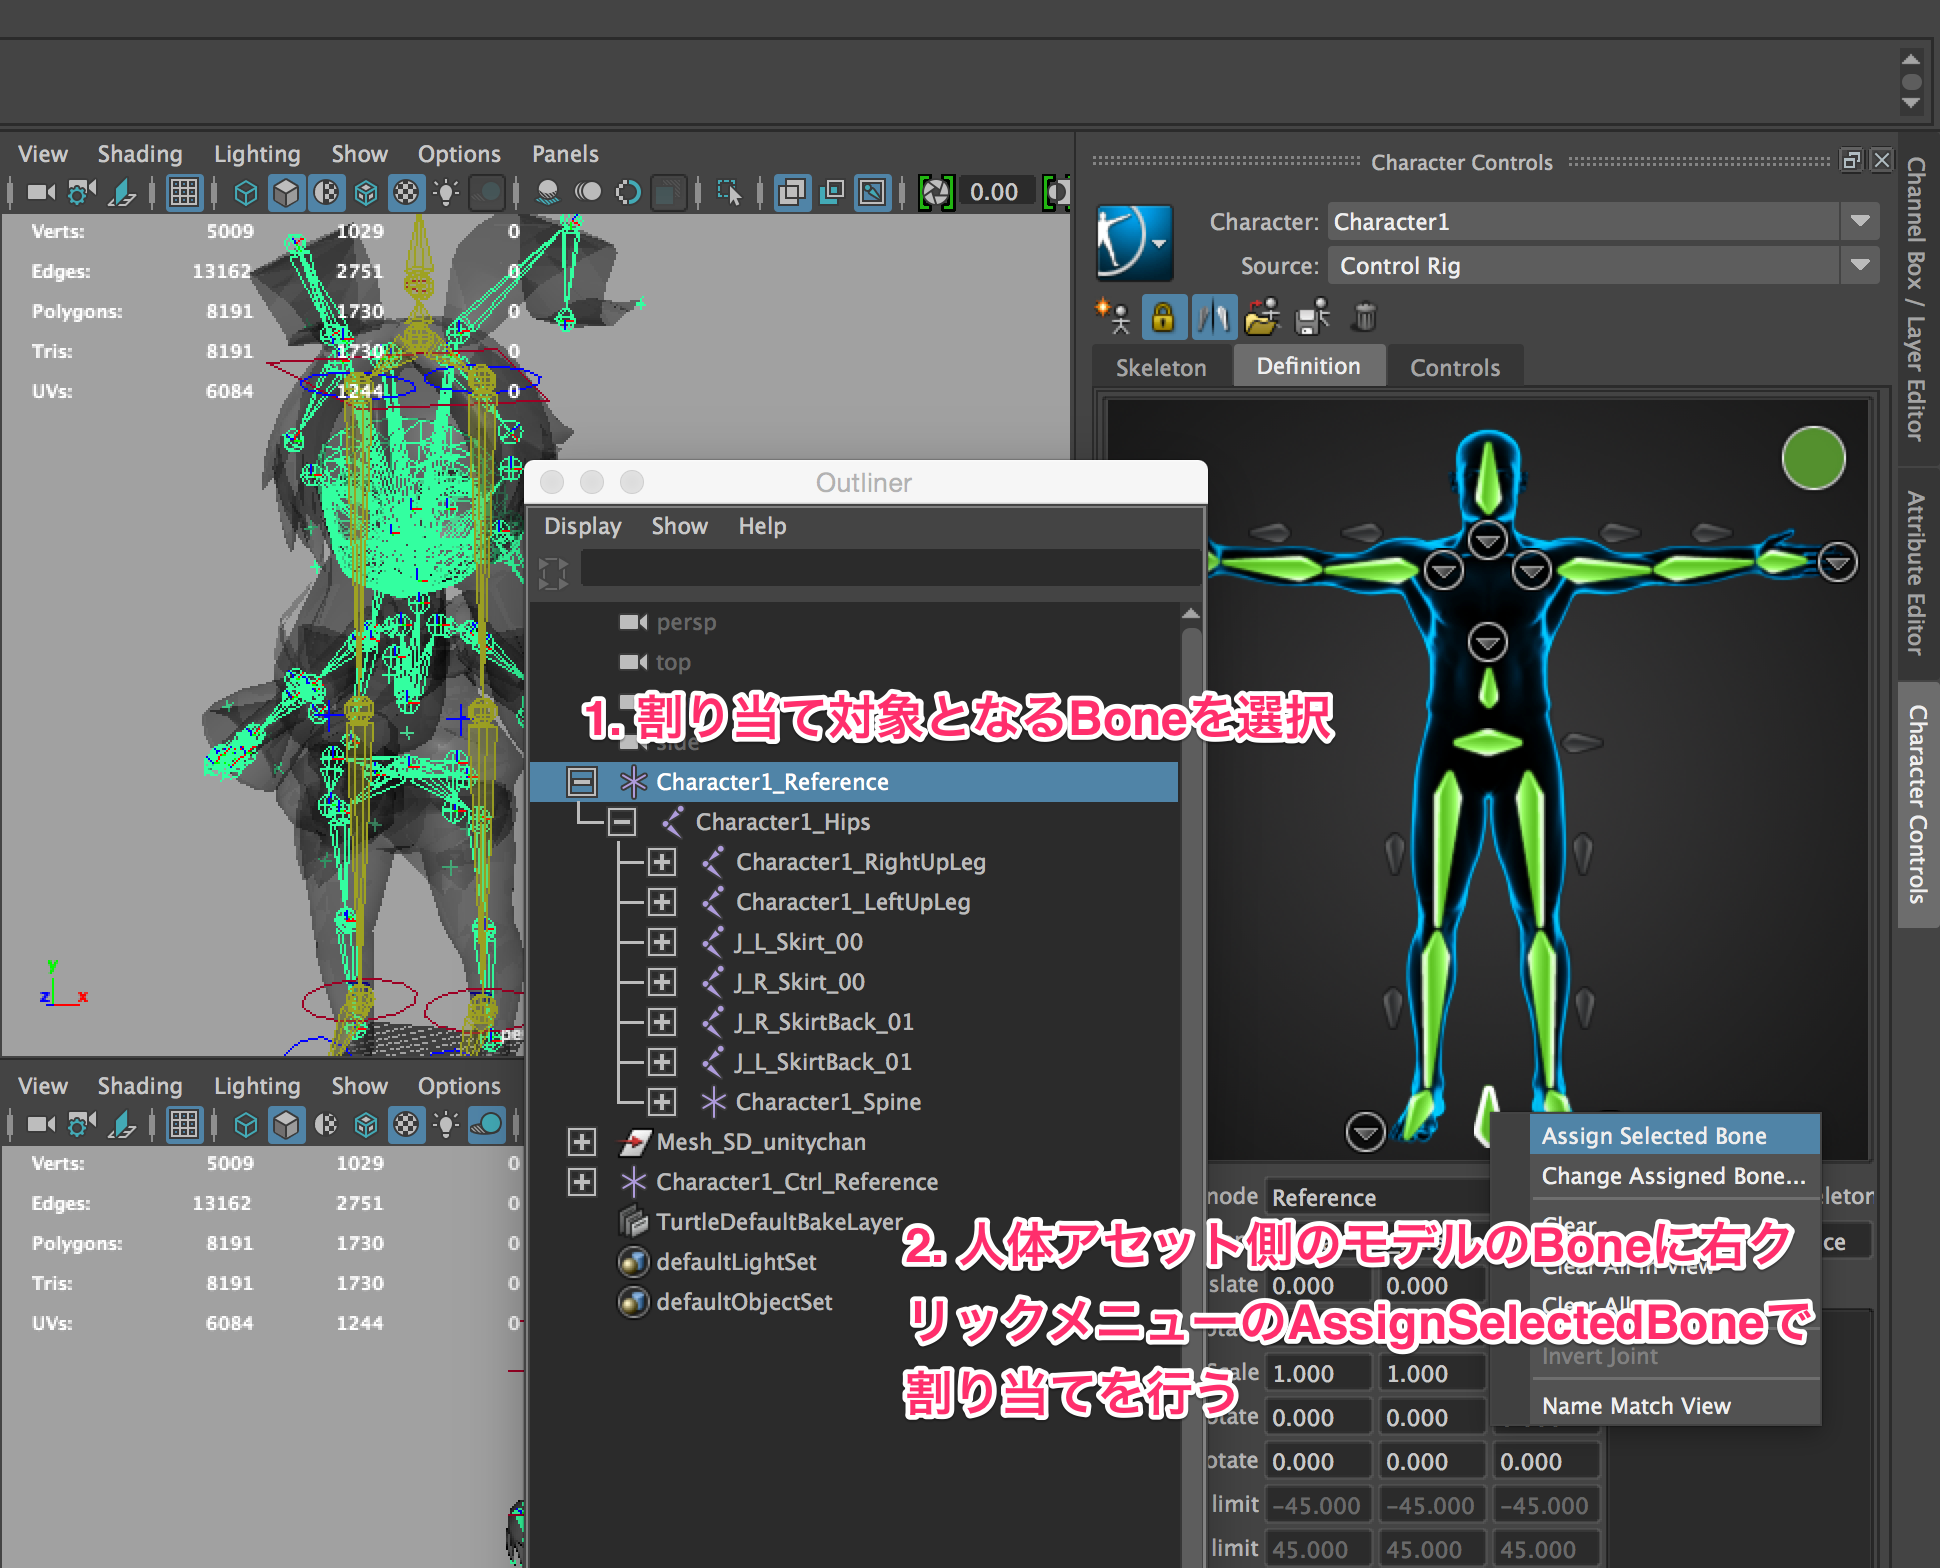 View Shading Lighting Show Options Panels
0.00
Verts: 5009 1029 0
Edges: 13162 2751 0
Polygons: 8191 1730 0
Tris: 8191 1730 0
UVs: 6084 1244 0
y
z x
Character Controls
Character: Character1
Source: Control Rig
Skeleton Definition Controls
Channel Box / Layer Editor
Attribute Editor
Character Controls
Outliner
Display Show Help
persp
top
side
1. 割り当て対象となるBoneを選択
Character1_Reference
Character1_Hips
Character1_RightUpLeg
Character1_LeftUpLeg
J_L_Skirt_00
J_R_Skirt_00
J_R_SkirtBack_01
J_L_SkirtBack_01
Character1_Spine
Mesh_SD_unitychan
Character1_Ctrl_Reference
TurtleDefaultBakeLayer
defaultLightSet
defaultObjectSet
2. 人体アセット側のモデルのBoneに右ク
リックメニューのAssignSelectedBoneで
割り当てを行う
Assign Selected Bone
Change Assigned Bone...
Clear
Clear All in View
Clear All
Invert Joint
Name Match View
node Reference
slate 0.000 0.000
1.000 1.000
otate 0.000 0.000
otate 0.000 0.000 0.000
limit -45.000 -45.000 -45.000
limit 45.000 45.000 45.000
View Shading Lighting Show Options
Verts: 5009 1029 0
Edges: 13162 2751 0
Polygons: 8191 1730 0
Tris: 8191 1730 0
UVs: 6084 1244 0